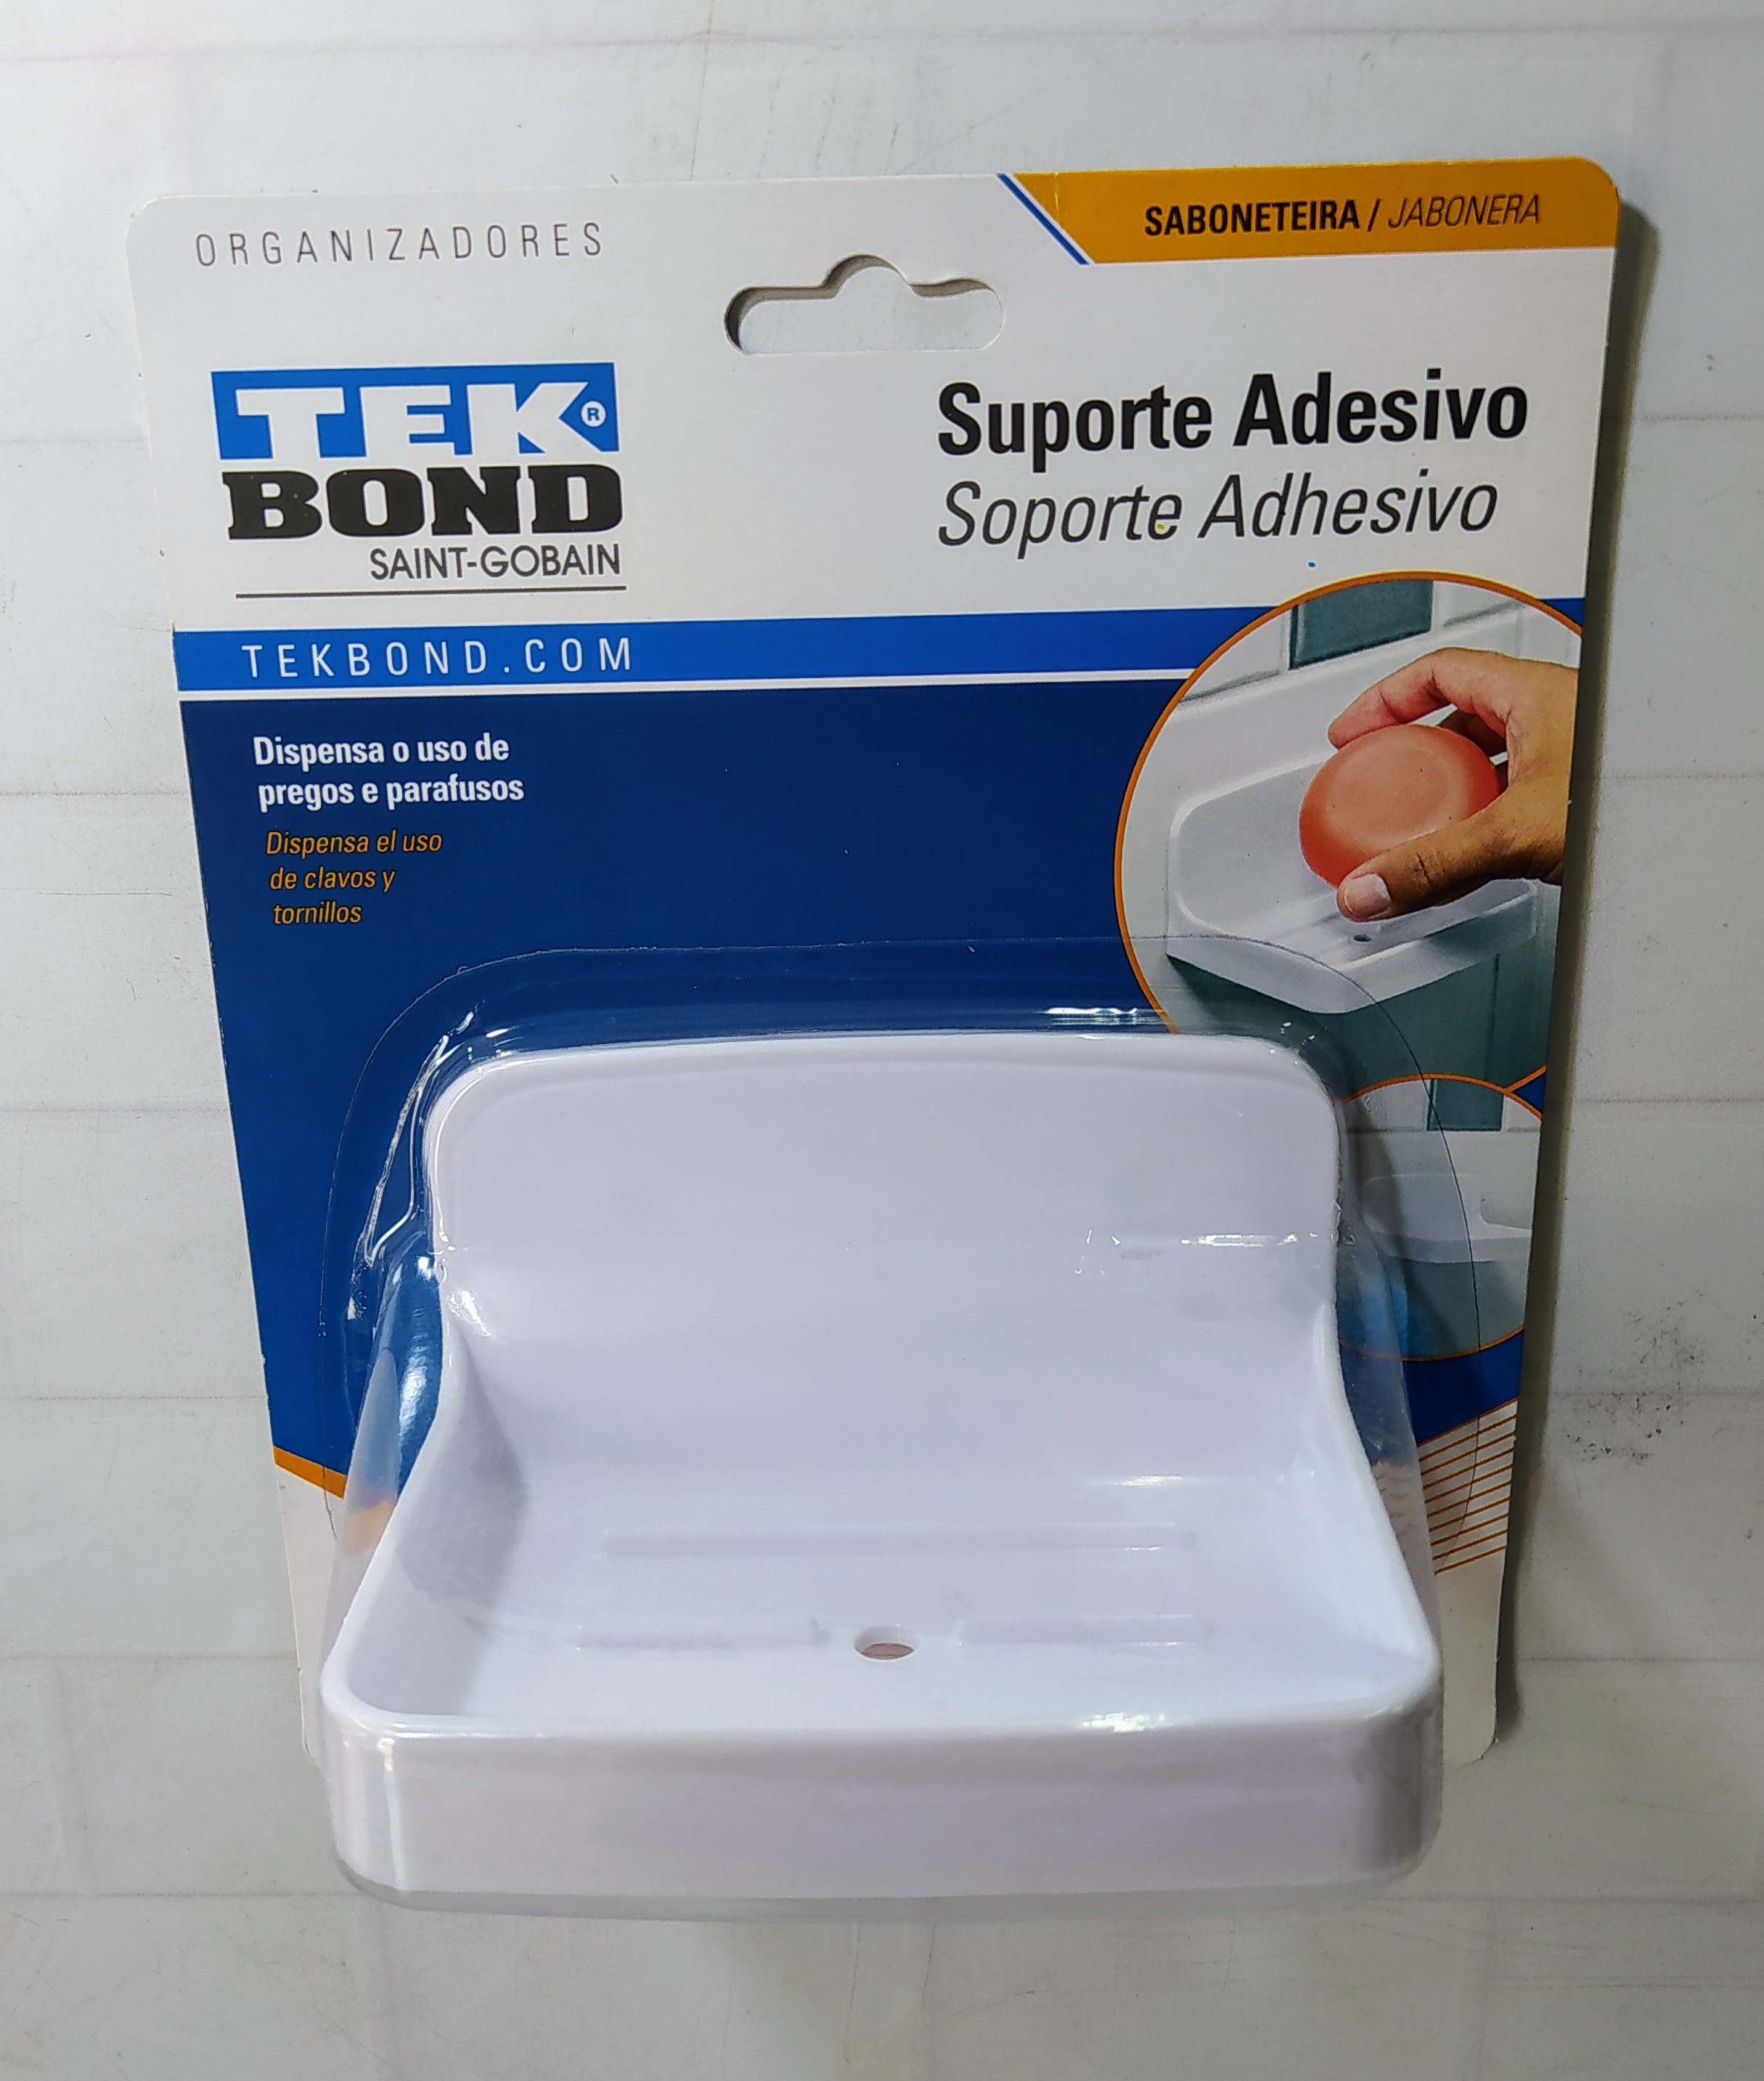 ORGANIZADORES
SABONETEIRA / JABONERA
TEK®
BOND
SAINT-GOBAIN
Suporte Adesivo
Soporte Adhesivo
TEKBOND.COM
Dispensa o uso de
pregos e parafusos
Dispensa el uso
de clavos y
tornillos